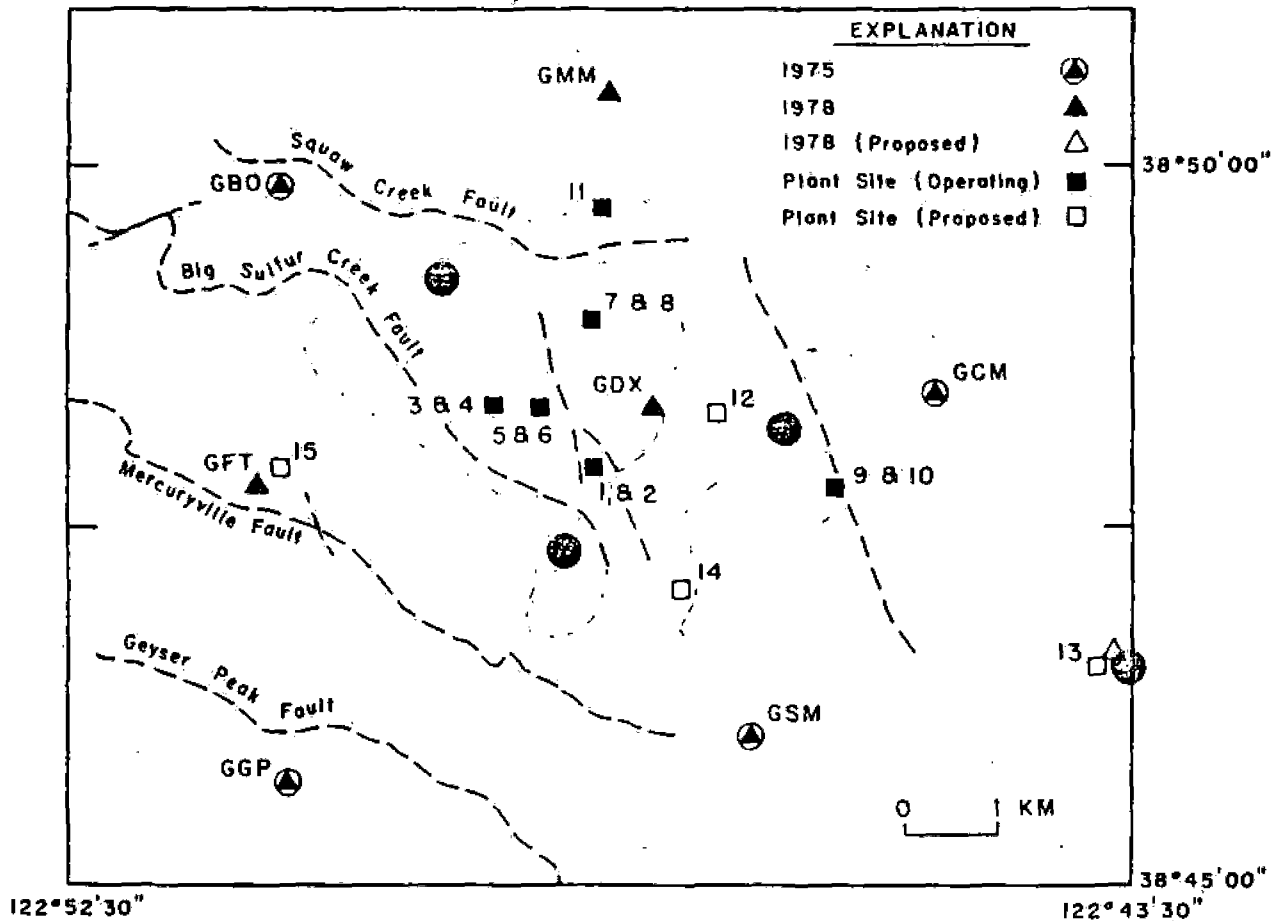 EXPLANATION
1975
1978
1978 (Proposed)
Plant Site (Operating)
Plant Site (Proposed)
GMM
38°50'00"
Squaw Creek Fault
GBO
11
Big Sulfur Creek Fault
7 & 8
GDX
GCM
3 & 4
12
5 & 6
GFT
15
1, & 2
9 & 10
Mercuryville Fault
14
13
Geyser Peak Fault
GSM
GGP
0 1 KM
38°45'00"
122°52'30"
122°43'30"